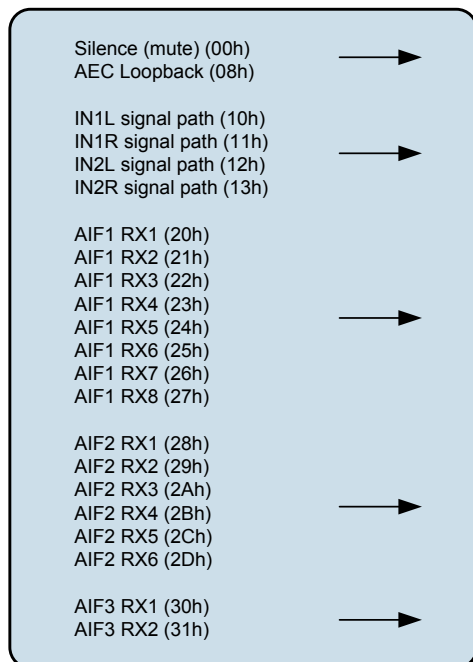 Silence (mute) (00h)
AEC Loopback (08h)
IN1L signal path (10h)
IN1R signal path (11h)
IN2L signal path (12h)
IN2R signal path (13h)
AIF1 RX1 (20h)
AIF1 RX2 (21h)
AIF1 RX3 (22h)
AIF1 RX4 (23h)
AIF1 RX5 (24h)
AIF1 RX6 (25h)
AIF1 RX7 (26h)
AIF1 RX8 (27h)
AIF2 RX1 (28h)
AIF2 RX2 (29h)
AIF2 RX3 (2Ah)
AIF2 RX4 (2Bh)
AIF2 RX5 (2Ch)
AIF2 RX6 (2Dh)
AIF3 RX1 (30h)
AIF3 RX2 (31h)